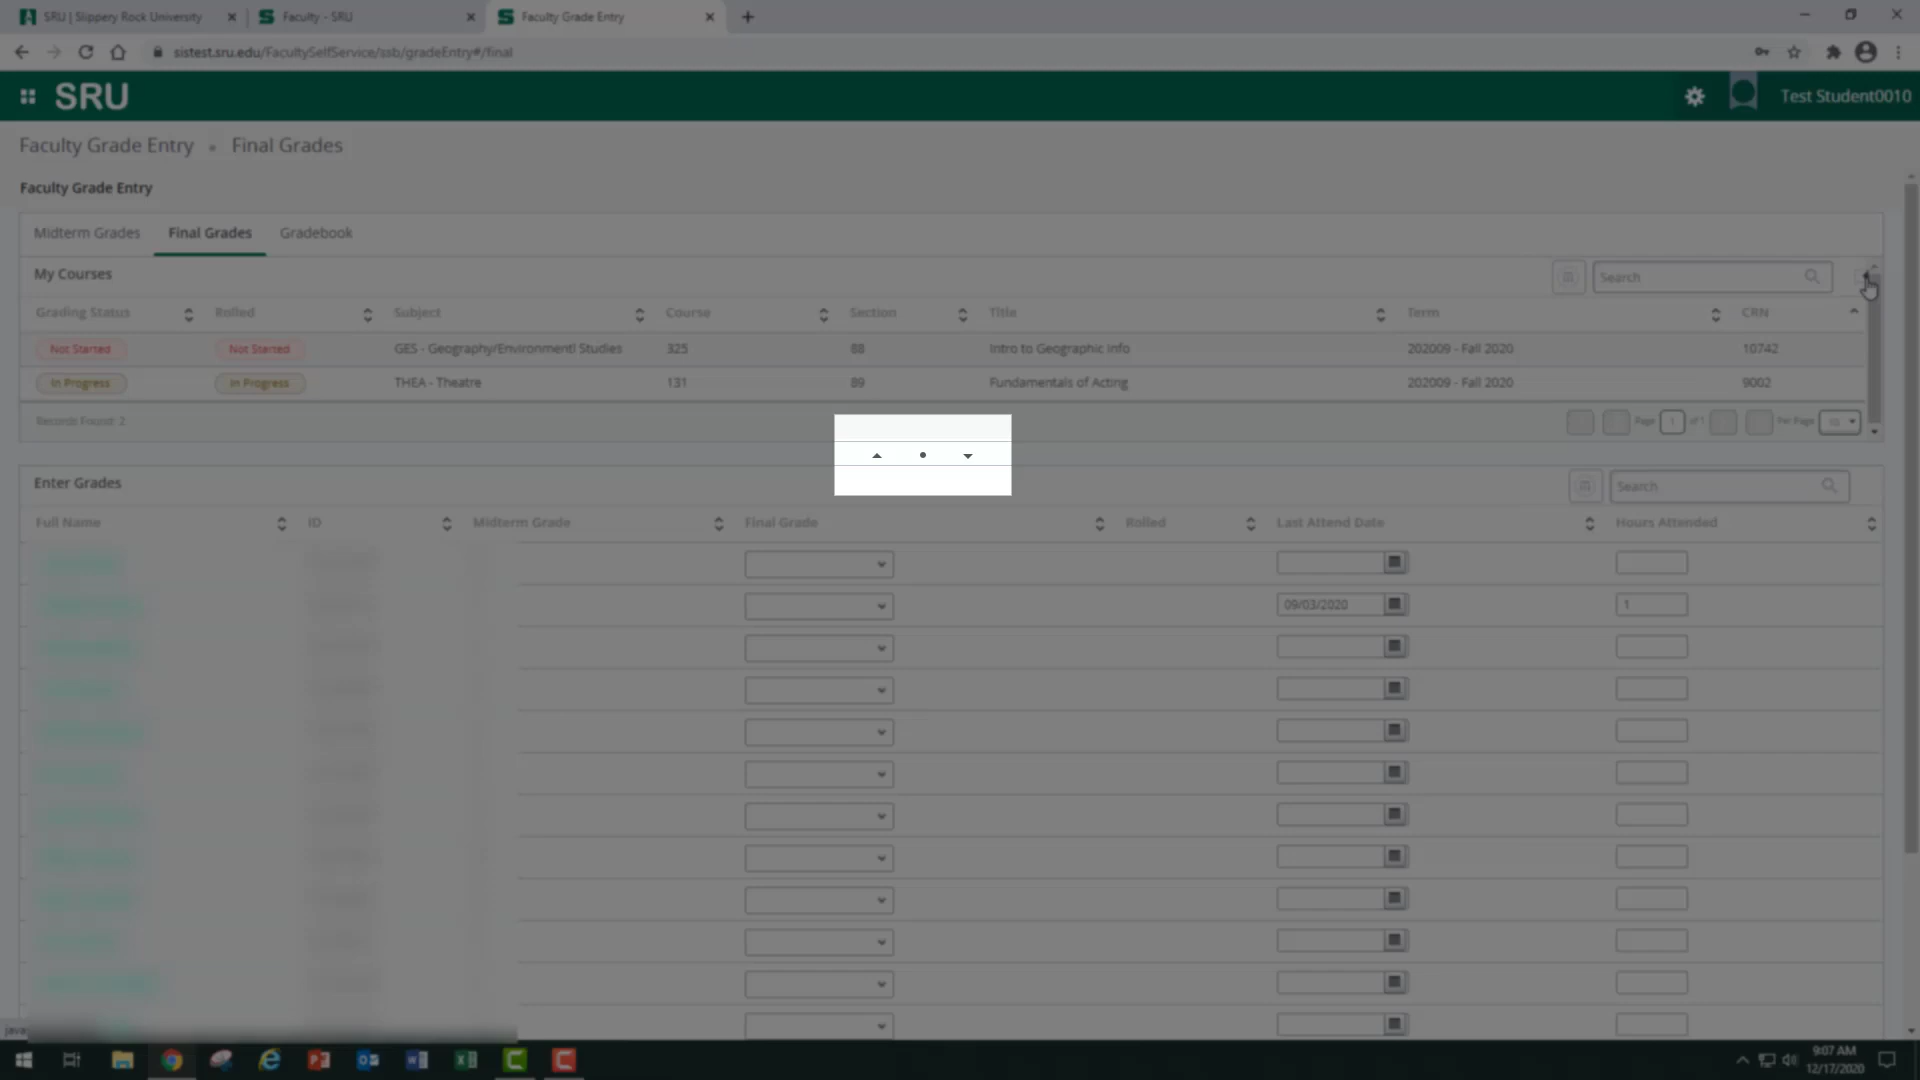 SRU | Slippery Rock University
Faculty - SRU
Faculty Grade Entry
sistest.sru.edu/FacultySelfService/ssb/gradeEntry#/final
SRU
Test Student0010
Faculty Grade Entry • Final Grades
Faculty Grade Entry
Midterm Grades Final Grades Gradebook
My Courses
Search
Grading Status Rolled Subject Course Section Title Term CRN
Not Started Not Started GES - Geography/Environmentl Studies 325 88 Intro to Geographic Info 202009 - Fall 2020 10742
In Progress In Progress THEA - Theatre 131 89 Fundamentals of Acting 202009 - Fall 2020 9002
Records Found: 2
Page 1 of 1 Per Page
Enter Grades
Search
Full Name ID Midterm Grade Final Grade Rolled Last Attend Date Hours Attended
09/03/2020 1
9:07 AM
12/17/2020